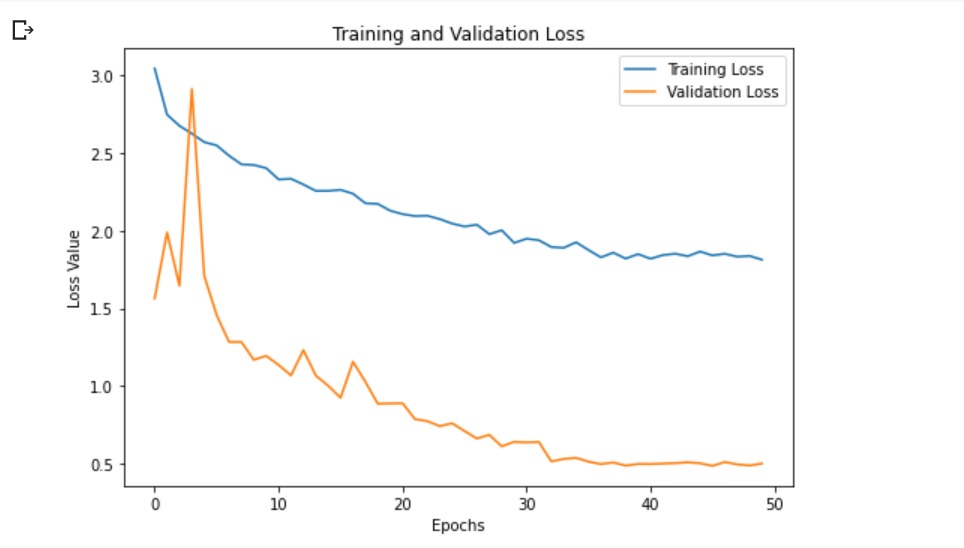 Training and Validation Loss
Training Loss
Validation Loss
3.0
2.5
2.0
1.5
1.0
0.5
Loss Value
0 10 20 30 40 50
Epochs